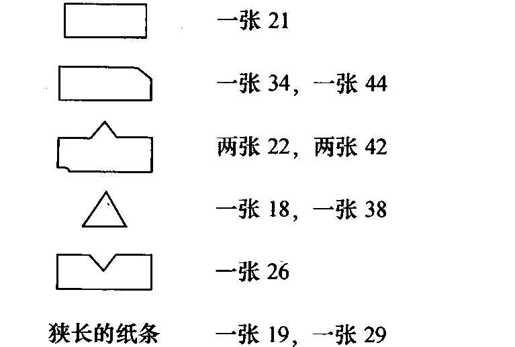 一张 21
一张 34，一张 44
两张 22，两张 42
一张 18，一张 38
一张 26
狭长的纸条 一张 19，一张 29